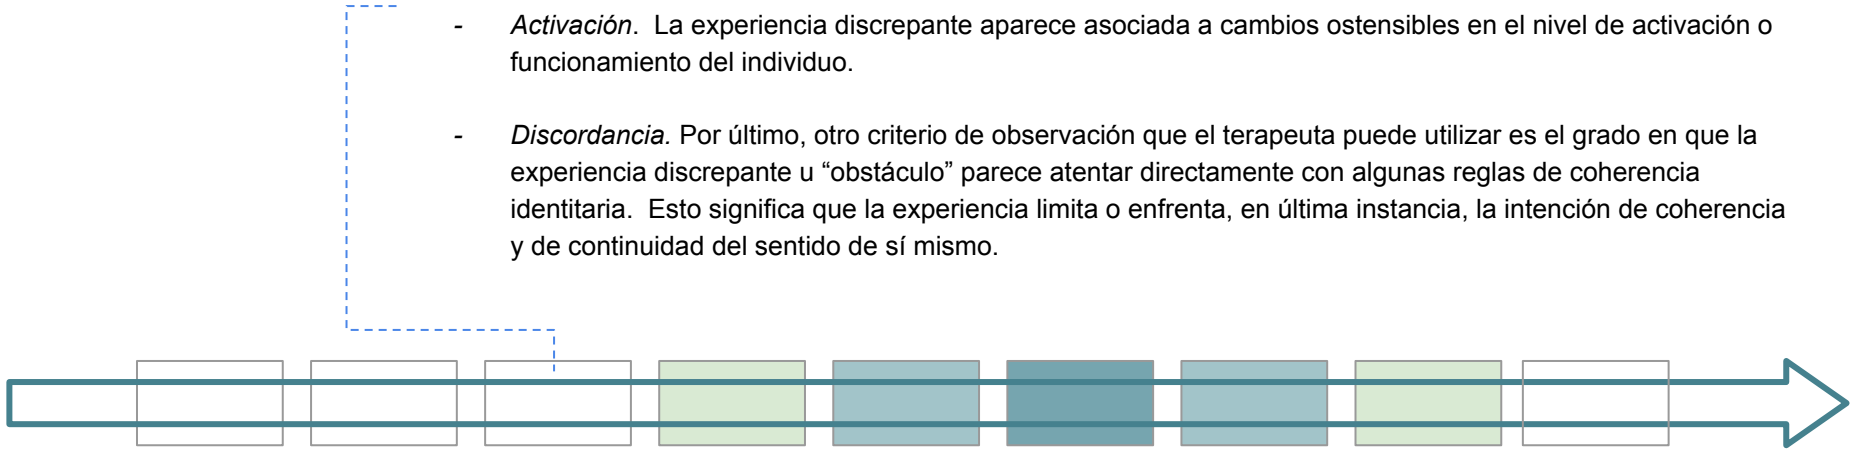 - Activación.  La experiencia discrepante aparece asociada a cambios ostensibles en el nivel de activación o
funcionamiento del individuo.
- Discordancia. Por último, otro criterio de observación que el terapeuta puede utilizar es el grado en que la
experiencia discrepante u “obstáculo” parece atentar directamente con algunas reglas de coherencia
identitaria.  Esto significa que la experiencia limita o enfrenta, en última instancia, la intención de coherencia
y de continuidad del sentido de sí mismo.